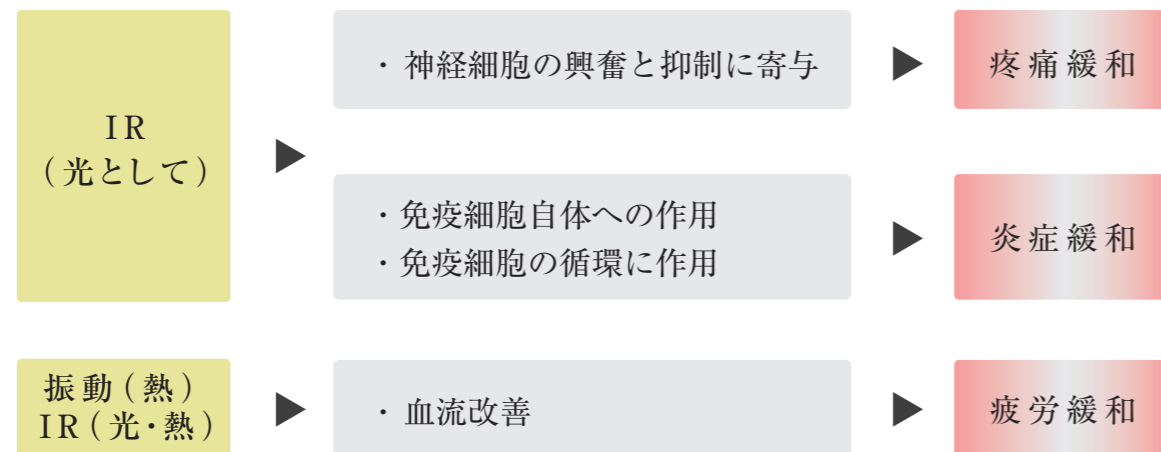 IR
(光として)
・神経細胞の興奮と抑制に寄与
▶
疼痛緩和
▶
・免疫細胞自体への作用
・免疫細胞の循環に作用
▶
炎症緩和
振動(熱)
IR(光・熱)
▶
・血流改善
▶
疲労緩和